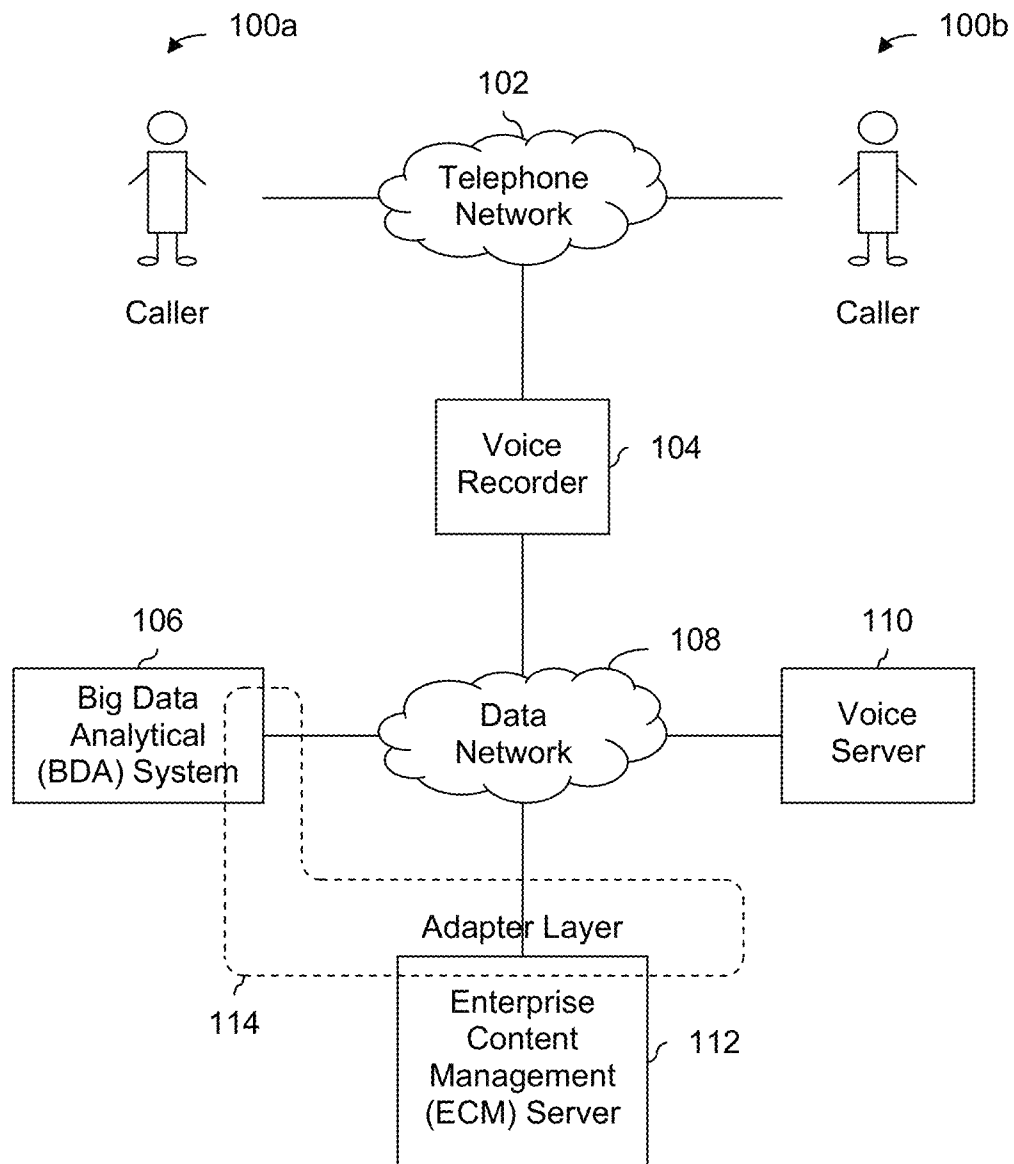 100a
100b
102
Telephone
Network
Caller
Caller
Voice
Recorder
104
106
108
110
Big Data
Analytical
(BDA) System
Data
Network
Voice
Server
Adapter Layer
114
Enterprise
Content
Management
(ECM) Server
112